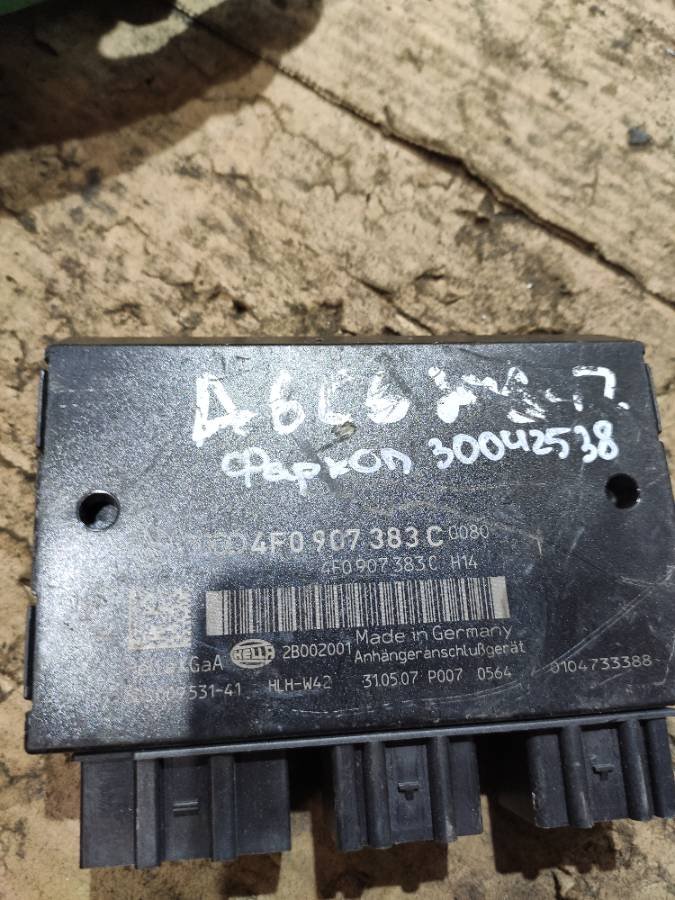 A6C6
Фаркоп 30042538
4F0 907 383 C 0080
4F0 907 383 C H14
KGaA HELLA 2B002001 Made in Germany
Anhängeranschlußgerät
HLH-W42 31.05.07 P007 0564 0104733388